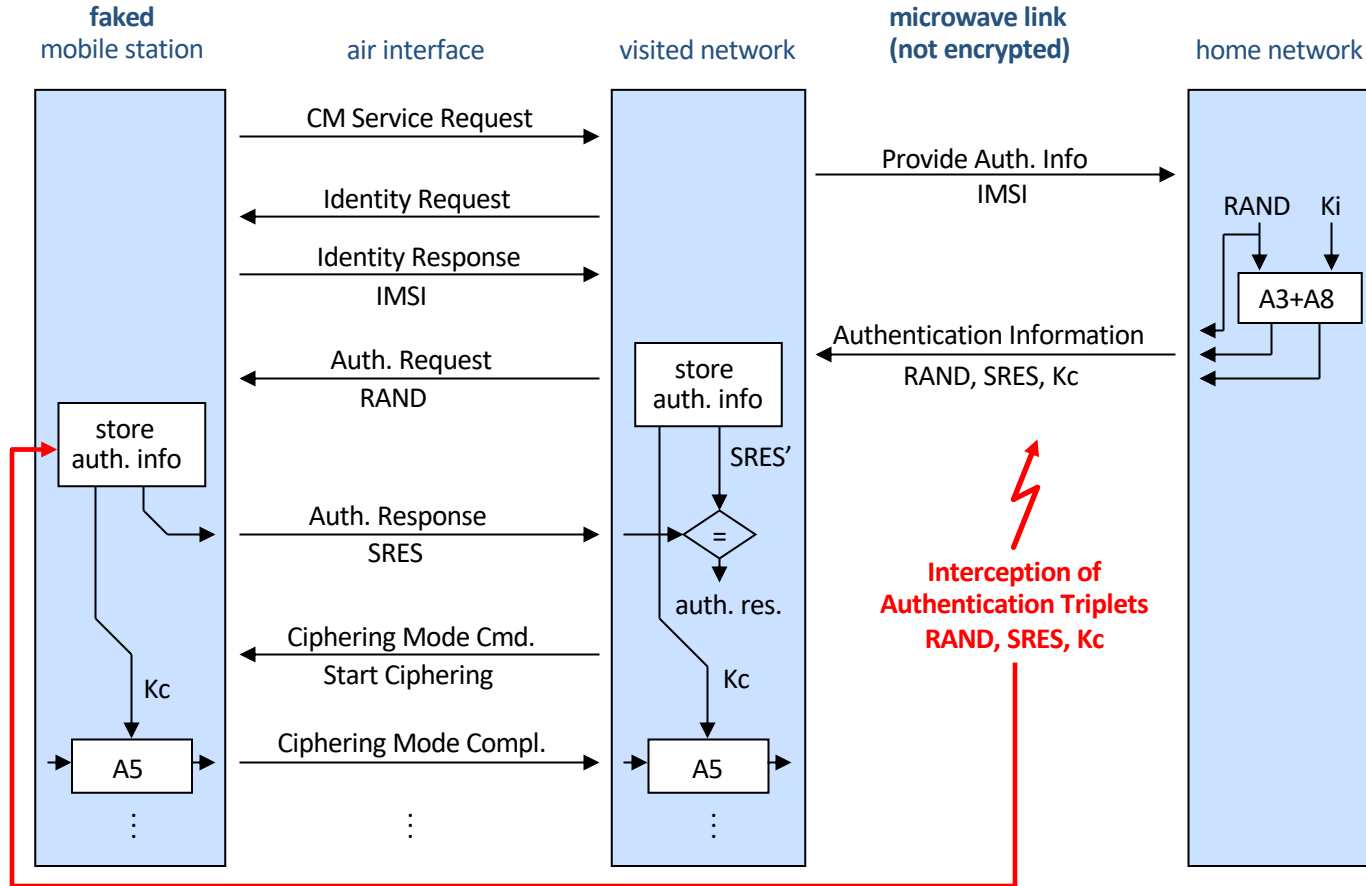 faked
mobile station
air interface
visited network
microwave link
(not encrypted)
home network
CM Service Request
Provide Auth. Info
IMSI
Identity Request
RAND
Ki
Identity Response
IMSI
A3+A8
Authentication Information
RAND, SRES, Kc
Auth. Request
RAND
store
auth. info
store
auth. info
SRES’
Auth. Response
SRES
=
auth. res.
Interception of
Authentication Triplets
RAND, SRES, Kc
Ciphering Mode Cmd.
Start Ciphering
Kc
Kc
Ciphering Mode Compl.
A5
A5
⋮
⋮
⋮